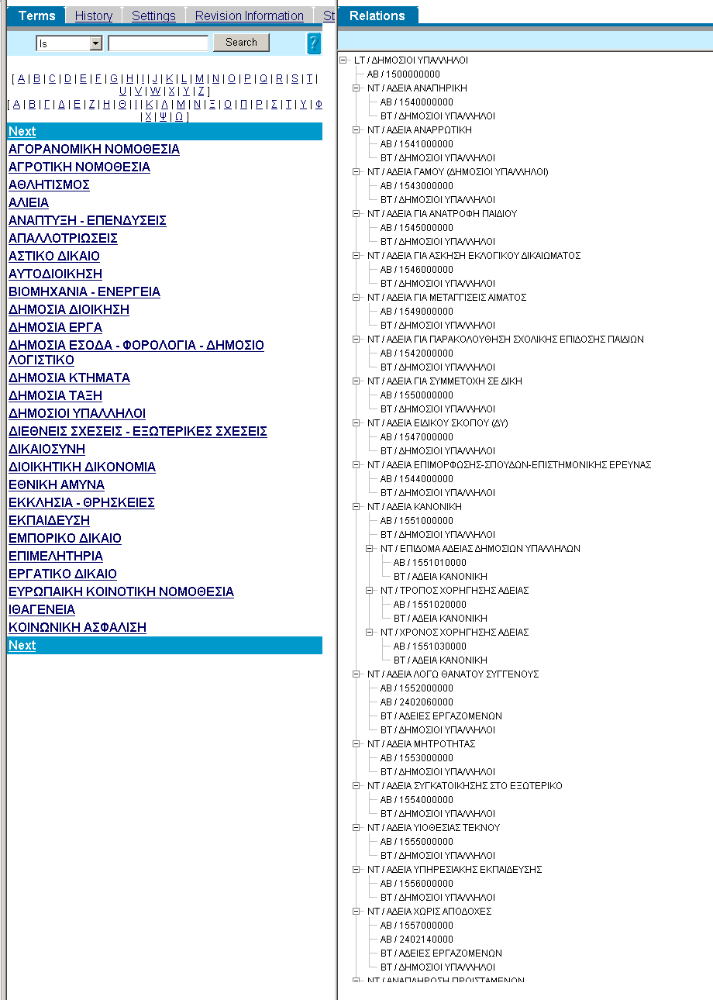 Terms History Settings Revision Information St
Is Search ?
[ A | B | C | D | E | F | G | H | I | J | K | L | M | N | O | P | Q | R | S | T |
U | V | W | X | Y | Z ]
[ Α | Β | Γ | Δ | Ε | Ζ | Η | Θ | Ι | Κ | Λ | Μ | Ν | Ξ | Ο | Π | Ρ | Σ | Τ | Υ | Φ
| Χ | Ψ | Ω ]
Next
ΑΓΟΡΑΝΟΜΙΚΗ ΝΟΜΟΘΕΣΙΑ
ΑΓΡΟΤΙΚΗ ΝΟΜΟΘΕΣΙΑ
ΑΘΛΗΤΙΣΜΟΣ
ΑΛΙΕΙΑ
ΑΝΑΠΤΥΞΗ - ΕΠΕΝΔΥΣΕΙΣ
ΑΠΑΛΛΟΤΡΙΩΣΕΙΣ
ΑΣΤΙΚΟ ΔΙΚΑΙΟ
ΑΥΤΟΔΙΟΙΚΗΣΗ
ΒΙΟΜΗΧΑΝΙΑ - ΕΝΕΡΓΕΙΑ
ΔΗΜΟΣΙΑ ΔΙΟΙΚΗΣΗ
ΔΗΜΟΣΙΑ ΕΡΓΑ
ΔΗΜΟΣΙΑ ΕΣΟΔΑ - ΦΟΡΟΛΟΓΙΑ - ΔΗΜΟΣΙΟ
ΛΟΓΙΣΤΙΚΟ
ΔΗΜΟΣΙΑ ΚΤΗΜΑΤΑ
ΔΗΜΟΣΙΑ ΤΑΞΗ
ΔΗΜΟΣΙΟΙ ΥΠΑΛΛΗΛΟΙ
ΔΙΕΘΝΕΙΣ ΣΧΕΣΕΙΣ - ΕΞΩΤΕΡΙΚΕΣ ΣΧΕΣΕΙΣ
ΔΙΚΑΙΟΣΥΝΗ
ΔΙΟΙΚΗΤΙΚΗ ΔΙΚΟΝΟΜΙΑ
ΕΘΝΙΚΗ ΑΜΥΝΑ
ΕΚΚΛΗΣΙΑ - ΘΡΗΣΚΕΙΕΣ
ΕΚΠΑΙΔΕΥΣΗ
ΕΜΠΟΡΙΚΟ ΔΙΚΑΙΟ
ΕΠΙΜΕΛΗΤΗΡΙΑ
ΕΡΓΑΤΙΚΟ ΔΙΚΑΙΟ
ΕΥΡΩΠΑΙΚΗ ΚΟΙΝΟΤΙΚΗ ΝΟΜΟΘΕΣΙΑ
ΙΘΑΓΕΝΕΙΑ
ΚΟΙΝΩΝΙΚΗ ΑΣΦΑΛΙΣΗ
Next
Relations
LT / ΔΗΜΟΣΙΟΙ ΥΠΑΛΛΗΛΟΙ
AB / 1500000000
NT / ΑΔΕΙΑ ΑΝΑΠΗΡΙΚΗ
AB / 1540000000
BT / ΔΗΜΟΣΙΟΙ ΥΠΑΛΛΗΛΟΙ
NT / ΑΔΕΙΑ ΑΝΑΡΡΩΤΙΚΗ
AB / 1541000000
BT / ΔΗΜΟΣΙΟΙ ΥΠΑΛΛΗΛΟΙ
NT / ΑΔΕΙΑ ΓΑΜΟΥ (ΔΗΜΟΣΙΟΙ ΥΠΑΛΛΗΛΟΙ)
AB / 1543000000
BT / ΔΗΜΟΣΙΟΙ ΥΠΑΛΛΗΛΟΙ
NT / ΑΔΕΙΑ ΓΙΑ ΑΝΑΤΡΟΦΗ ΠΑΙΔΙΟΥ
AB / 1545000000
BT / ΔΗΜΟΣΙΟΙ ΥΠΑΛΛΗΛΟΙ
NT / ΑΔΕΙΑ ΓΙΑ ΑΣΚΗΣΗ ΕΚΛΟΓΙΚΟΥ ΔΙΚΑΙΩΜΑΤΟΣ
AB / 1546000000
BT / ΔΗΜΟΣΙΟΙ ΥΠΑΛΛΗΛΟΙ
NT / ΑΔΕΙΑ ΓΙΑ ΜΕΤΑΓΓΙΣΕΙΣ ΑΙΜΑΤΟΣ
AB / 1549000000
BT / ΔΗΜΟΣΙΟΙ ΥΠΑΛΛΗΛΟΙ
NT / ΑΔΕΙΑ ΓΙΑ ΠΑΡΑΚΟΛΟΥΘΗΣΗ ΣΧΟΛΙΚΗΣ ΕΠΙΔΟΣΗΣ ΠΑΙΔΙΩΝ
AB / 1542000000
BT / ΔΗΜΟΣΙΟΙ ΥΠΑΛΛΗΛΟΙ
NT / ΑΔΕΙΑ ΓΙΑ ΣΥΜΜΕΤΟΧΗ ΣΕ ΔΙΚΗ
AB / 1550000000
BT / ΔΗΜΟΣΙΟΙ ΥΠΑΛΛΗΛΟΙ
NT / ΑΔΕΙΑ ΕΙΔΙΚΟΥ ΣΚΟΠΟΥ (ΔΥ)
AB / 1547000000
BT / ΔΗΜΟΣΙΟΙ ΥΠΑΛΛΗΛΟΙ
NT / ΑΔΕΙΑ ΕΠΙΜΟΡΦΩΣΗΣ-ΣΠΟΥΔΩΝ-ΕΠΙΣΤΗΜΟΝΙΚΗΣ ΕΡΕΥΝΑΣ
AB / 1544000000
BT / ΔΗΜΟΣΙΟΙ ΥΠΑΛΛΗΛΟΙ
NT / ΑΔΕΙΑ ΚΑΝΟΝΙΚΗ
AB / 1551000000
BT / ΔΗΜΟΣΙΟΙ ΥΠΑΛΛΗΛΟΙ
NT / ΕΠΙΔΟΜΑ ΑΔΕΙΑΣ ΔΗΜΟΣΙΩΝ ΥΠΑΛΛΗΛΩΝ
AB / 1551010000
BT / ΑΔΕΙΑ ΚΑΝΟΝΙΚΗ
NT / ΤΡΟΠΟΣ ΧΟΡΗΓΗΣΗΣ ΑΔΕΙΑΣ
AB / 1551020000
BT / ΑΔΕΙΑ ΚΑΝΟΝΙΚΗ
NT / ΧΡΟΝΟΣ ΧΟΡΗΓΗΣΗΣ ΑΔΕΙΑΣ
AB / 1551030000
BT / ΑΔΕΙΑ ΚΑΝΟΝΙΚΗ
NT / ΑΔΕΙΑ ΛΟΓΩ ΘΑΝΑΤΟΥ ΣΥΓΓΕΝΟΥΣ
AB / 1552000000
AB / 2402060000
BT / ΑΔΕΙΕΣ ΕΡΓΑΖΟΜΕΝΩΝ
BT / ΔΗΜΟΣΙΟΙ ΥΠΑΛΛΗΛΟΙ
NT / ΑΔΕΙΑ ΜΗΤΡΟΤΗΤΑΣ
AB / 1553000000
BT / ΔΗΜΟΣΙΟΙ ΥΠΑΛΛΗΛΟΙ
NT / ΑΔΕΙΑ ΣΥΓΚΑΤΟΙΚΗΣΗΣ ΣΤΟ ΕΞΩΤΕΡΙΚΟ
AB / 1554000000
BT / ΔΗΜΟΣΙΟΙ ΥΠΑΛΛΗΛΟΙ
NT / ΑΔΕΙΑ ΥΙΟΘΕΣΙΑΣ ΤΕΚΝΟΥ
AB / 1555000000
BT / ΔΗΜΟΣΙΟΙ ΥΠΑΛΛΗΛΟΙ
NT / ΑΔΕΙΑ ΥΠΗΡΕΣΙΑΚΗΣ ΕΚΠΑΙΔΕΥΣΗΣ
AB / 1556000000
BT / ΔΗΜΟΣΙΟΙ ΥΠΑΛΛΗΛΟΙ
NT / ΑΔΕΙΑ ΧΩΡΙΣ ΑΠΟΔΟΧΕΣ
AB / 1557000000
AB / 2402140000
BT / ΑΔΕΙΕΣ ΕΡΓΑΖΟΜΕΝΩΝ
BT / ΔΗΜΟΣΙΟΙ ΥΠΑΛΛΗΛΟΙ
NT / ΑΝΑΠΛΗΡΩΣΗ ΠΡΟΙΣΤΑΜΕΝΩΝ